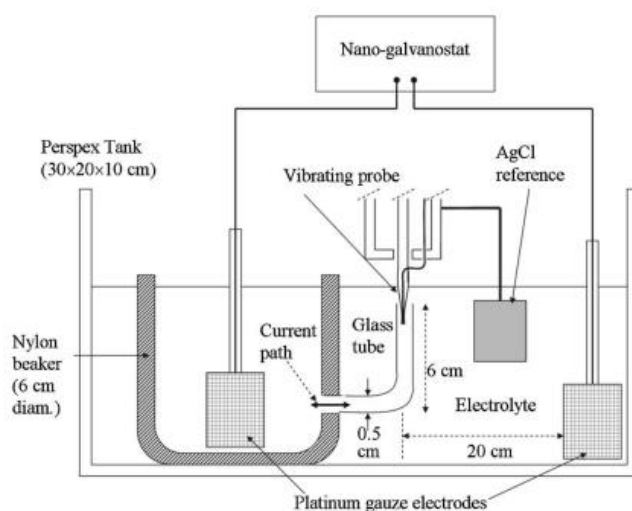 Nano-galvanostat
Perspex Tank
(30×20×10 cm)
Vibrating probe
AgCl
reference
Nylon
beaker
(6 cm
diam.)
Current
path
Glass
tube
6 cm
Electrolyte
0.5
cm
20 cm
Platinum gauze electrodes